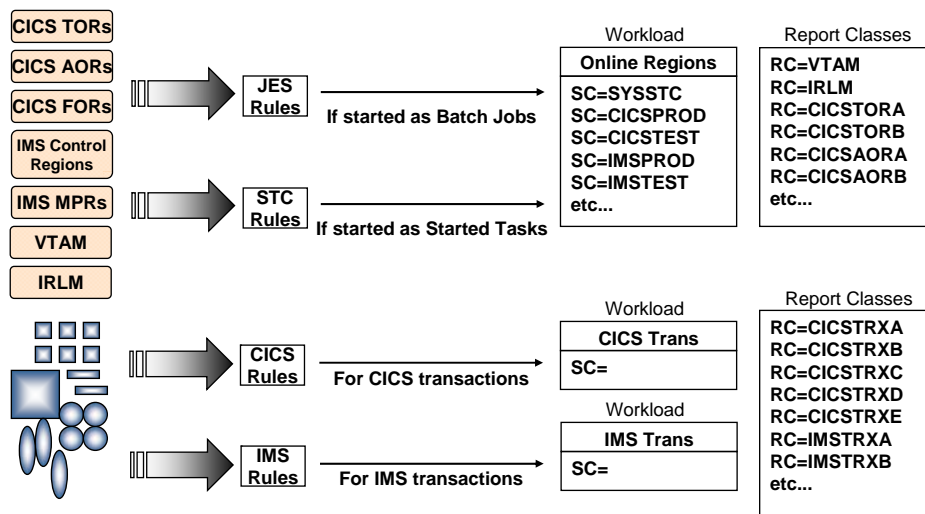 CICS TORs
CICS AORs
CICS FORs
IMS Control
Regions
IMS MPRs
VTAM
IRLM
JES
Rules
If started as Batch Jobs
STC
Rules
If started as Started Tasks
Workload
Online Regions
SC=SYSSTC
SC=CICSPROD
SC=CICSTEST
SC=IMSPROD
SC=IMSTEST
etc...
Report Classes
RC=VTAM
RC=IRLM
RC=CICSTORA
RC=CICSTORB
RC=CICSAORA
RC=CICSAORB
etc...
CICS
Rules
For CICS transactions
Workload
CICS Trans
SC=
IMS
Rules
For IMS transactions
Workload
IMS Trans
SC=
Report Classes
RC=CICSTRXA
RC=CICSTRXB
RC=CICSTRXC
RC=CICSTRXD
RC=CICSTRXE
RC=IMSTRXA
RC=IMSTRXB
etc...